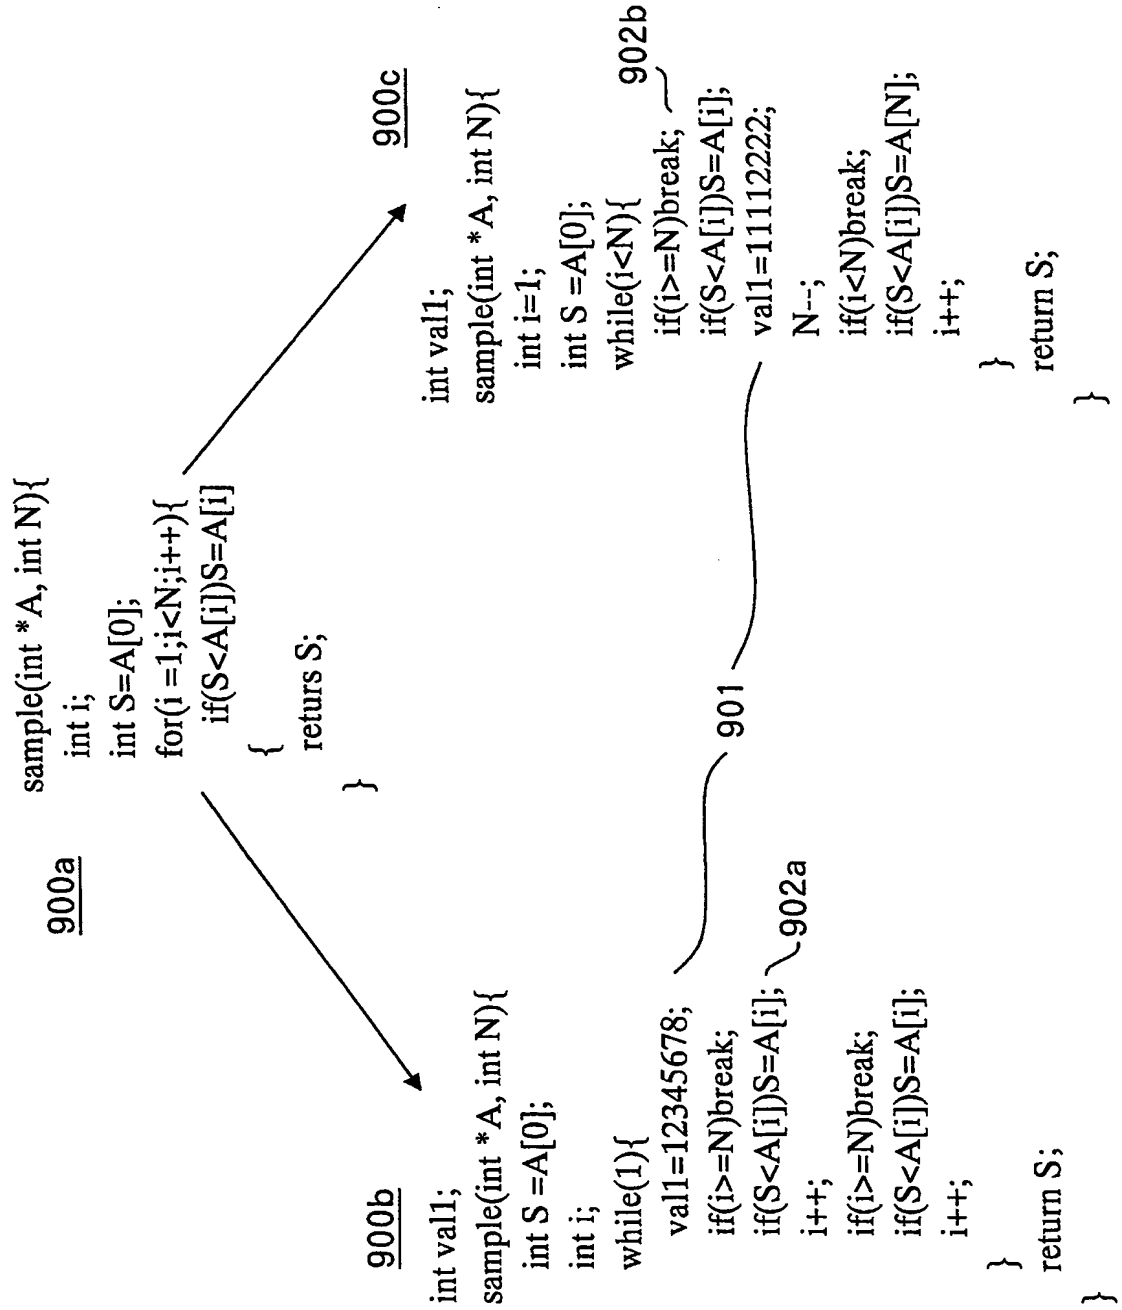 900a
sample(int *A, int N){
int i;
int S=A[0];
for(i =1;i<N;i++){
if(S<A[i])S=A[i]
{
returs S;
}
900b
int val1;
sample(int *A, int N){
int S =A[0];
int i;
while(1){
val1=12345678;
if(i>=N)break;
if(S<A[i])S=A[i];
i++;
if(i>=N)break;
if(S<A[i])S=A[i];
i++;
}
return S;
}
902a
901
900c
int val1;
sample(int *A, int N){
int i=1;
int S =A[0];
while(i<N){
if(i>=N)break;
if(S<A[i])S=A[i];
val1=11112222;
N--;
if(i<N)break;
if(S<A[i])S=A[N];
i++;
}
return S;
}
902b